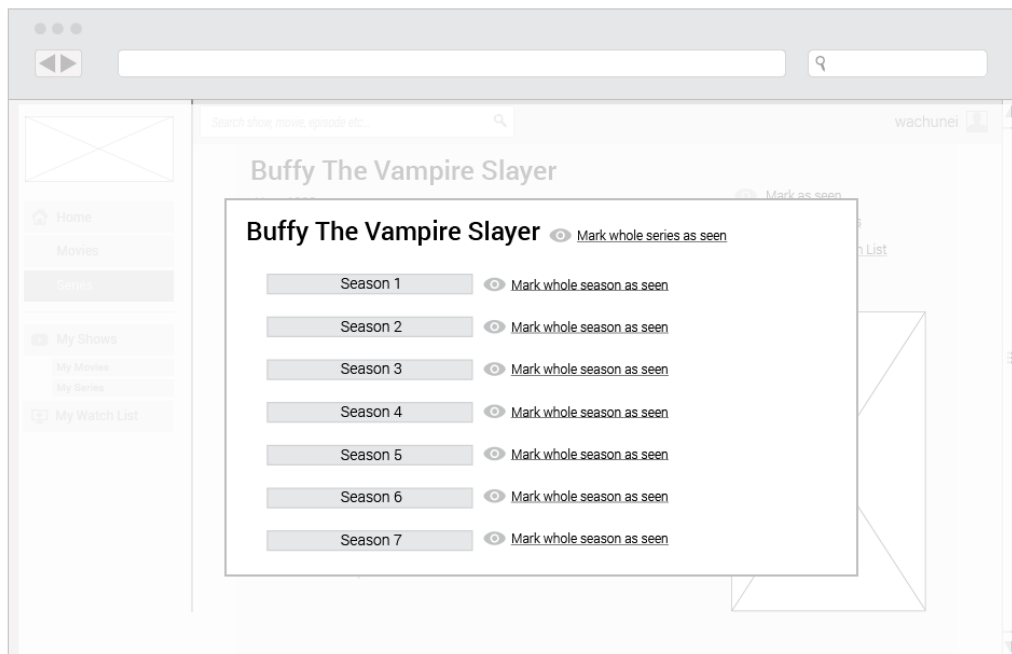 Search show, movie, episode etc...
wachunei
Home
Movies
Series
My Shows
My Movies
My Series
My Watch List
Buffy The Vampire Slayer
Mark as seen
List
Buffy The Vampire Slayer Mark whole series as seen
Season 1 Mark whole season as seen
Season 2 Mark whole season as seen
Season 3 Mark whole season as seen
Season 4 Mark whole season as seen
Season 5 Mark whole season as seen
Season 6 Mark whole season as seen
Season 7 Mark whole season as seen